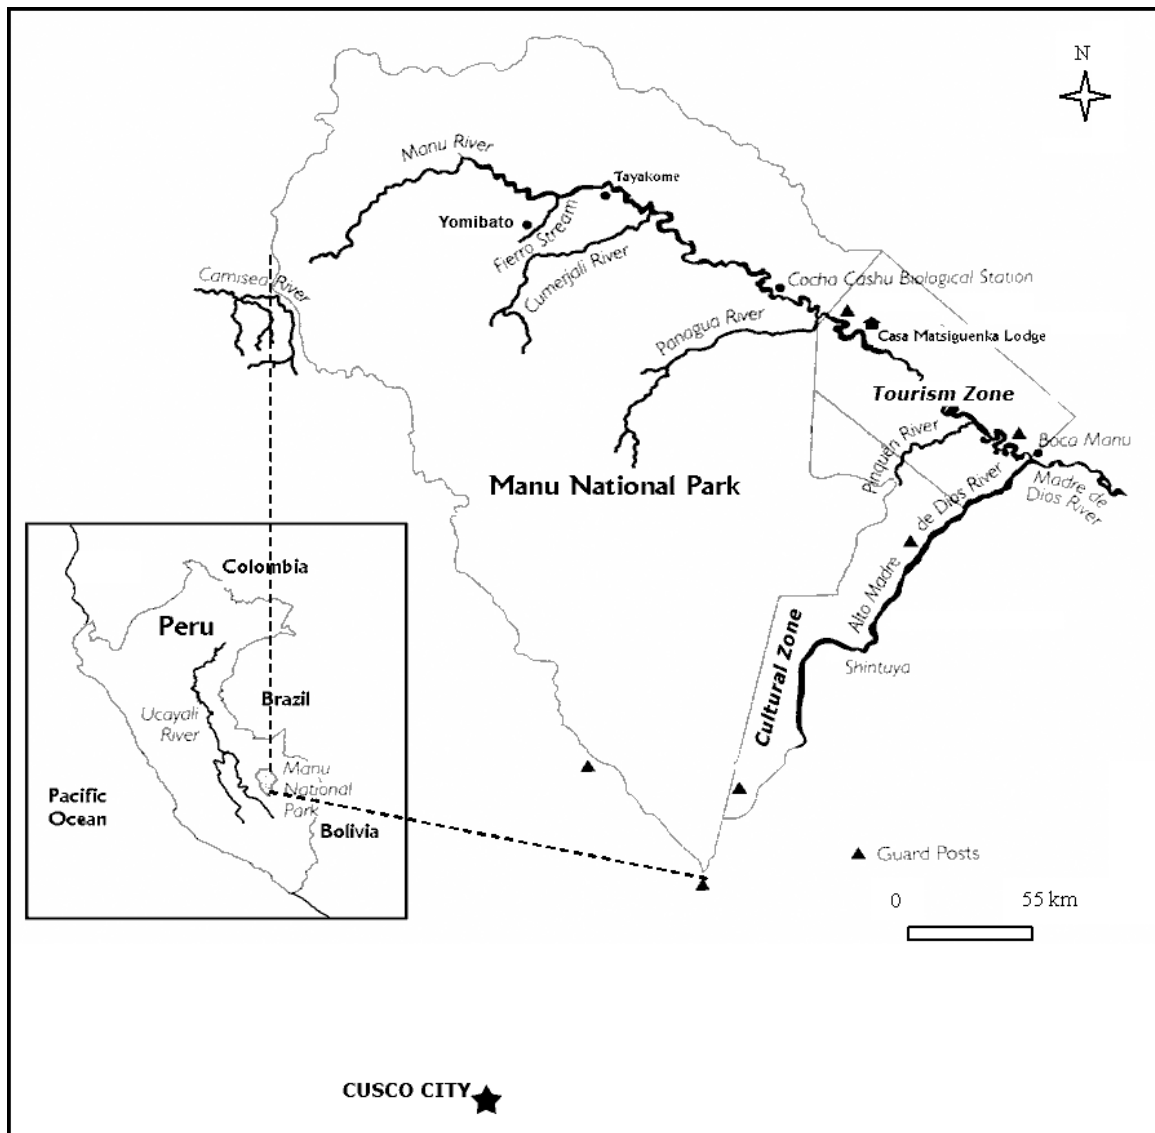 N
Manu River
Tayakome
Yomibato
Fierro Stream
Camisea River
Cumerjali River
Cocha Cashu Biological Station
Panagua River
Casa Matsiguenka Lodge
Tourism Zone
Pinquén River
Boca Manu
Manu National Park
Madre de
Dios River
Alto Madre de Dios River
Colombia
Peru
Cultural Zone
Shintuya
Brazil
Ucayali
River
Manu
National
Park
Pacific
Ocean
Bolivia
Guard Posts
0 55 km
CUSCO CITY